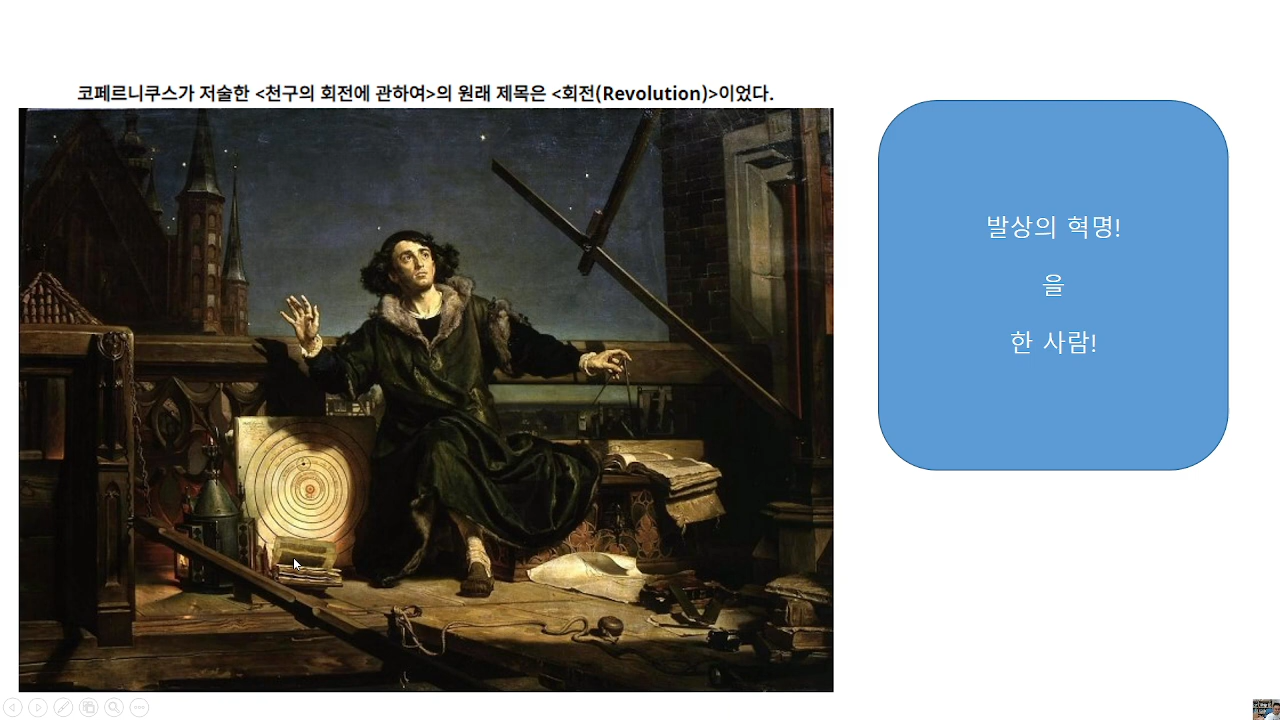 코페르니쿠스가 저술한 <천구의 회전에 관하여>의 원래 제목은 <회전(Revolution)>이었다.
발상의 혁명!
을
한 사람!